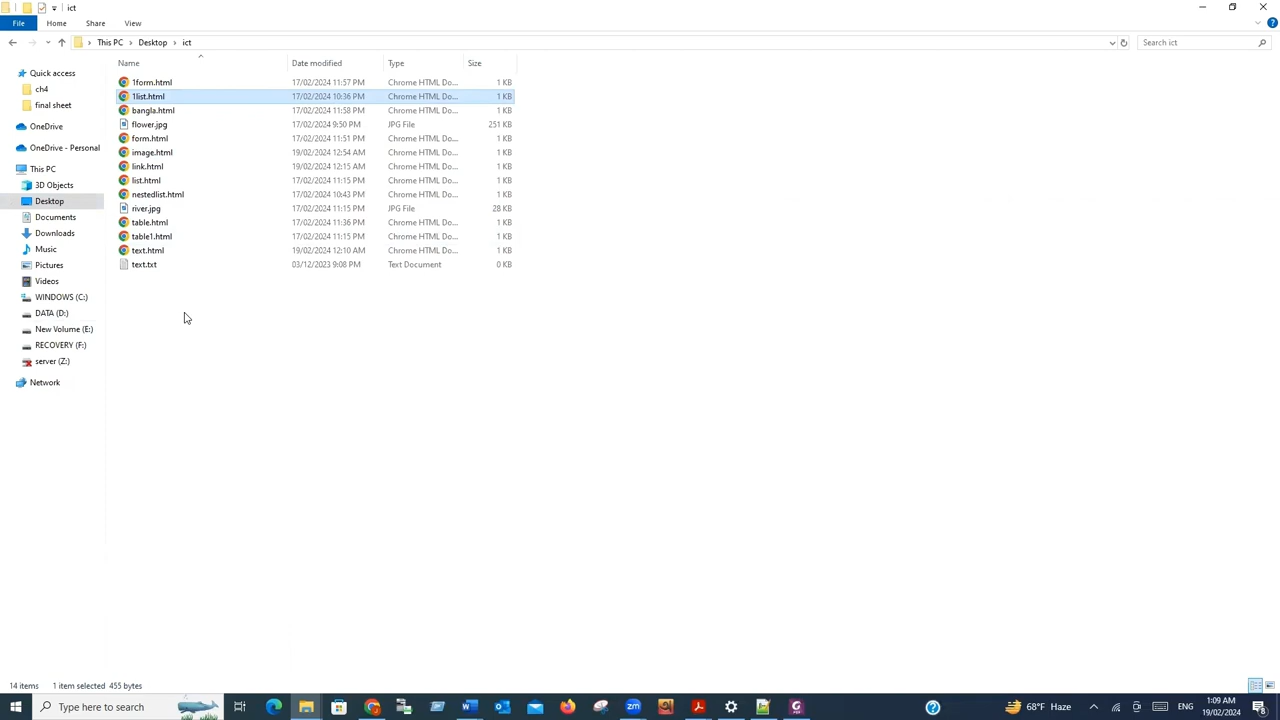 ict
File Home Share View
This PC Desktop ict Search ict
Name Date modified Type Size
Quick access
ch4
final sheet
OneDrive
OneDrive - Personal
This PC
3D Objects
Desktop
Documents
Downloads
Music
Pictures
Videos
WINDOWS (C:)
DATA (D:)
New Volume (E:)
RECOVERY (F:)
server (Z:)
Network
1form.html 17/02/2024 11:57 PM Chrome HTML Do... 1 KB
1list.html 17/02/2024 10:36 PM Chrome HTML Do... 1 KB
bangla.html 17/02/2024 11:58 PM Chrome HTML Do... 1 KB
flower.jpg 17/02/2024 9:50 PM JPG File 251 KB
form.html 17/02/2024 11:51 PM Chrome HTML Do... 1 KB
image.html 19/02/2024 12:54 AM Chrome HTML Do... 1 KB
link.html 19/02/2024 12:15 AM Chrome HTML Do... 1 KB
list.html 17/02/2024 11:15 PM Chrome HTML Do... 1 KB
nestedlist.html 17/02/2024 10:43 PM Chrome HTML Do... 1 KB
river.jpg 17/02/2024 11:15 PM JPG File 28 KB
table.html 17/02/2024 11:36 PM Chrome HTML Do... 1 KB
table1.html 17/02/2024 11:15 PM Chrome HTML Do... 1 KB
text.html 19/02/2024 12:10 AM Chrome HTML Do... 1 KB
text.txt 03/12/2023 9:08 PM Text Document 0 KB
14 items 1 item selected 455 bytes
Type here to search
68°F Haze
ENG
1:09 AM
19/02/2024